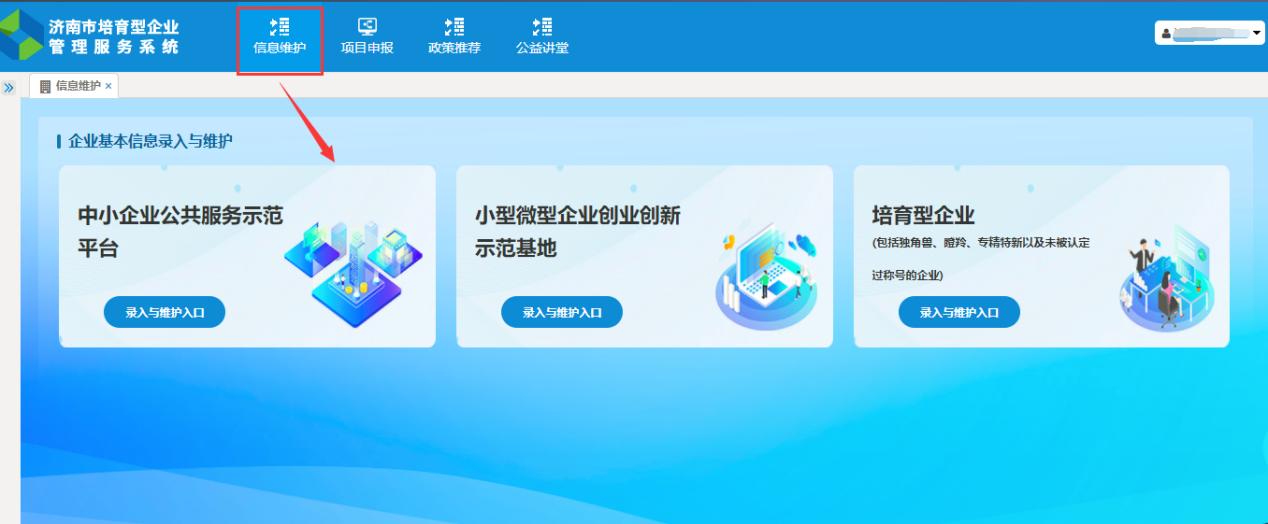 济南市培育型企业
管理服务系统
信息维护
项目申报
政策推荐
公益讲堂
信息维护 ×
企业基本信息录入与维护
中小企业公共服务示范
平台
录入与维护入口
小型微型企业创业创新
示范基地
录入与维护入口
培育型企业
(包括独角兽、瞪羚、专精特新以及未被认定
过称号的企业)
录入与维护入口